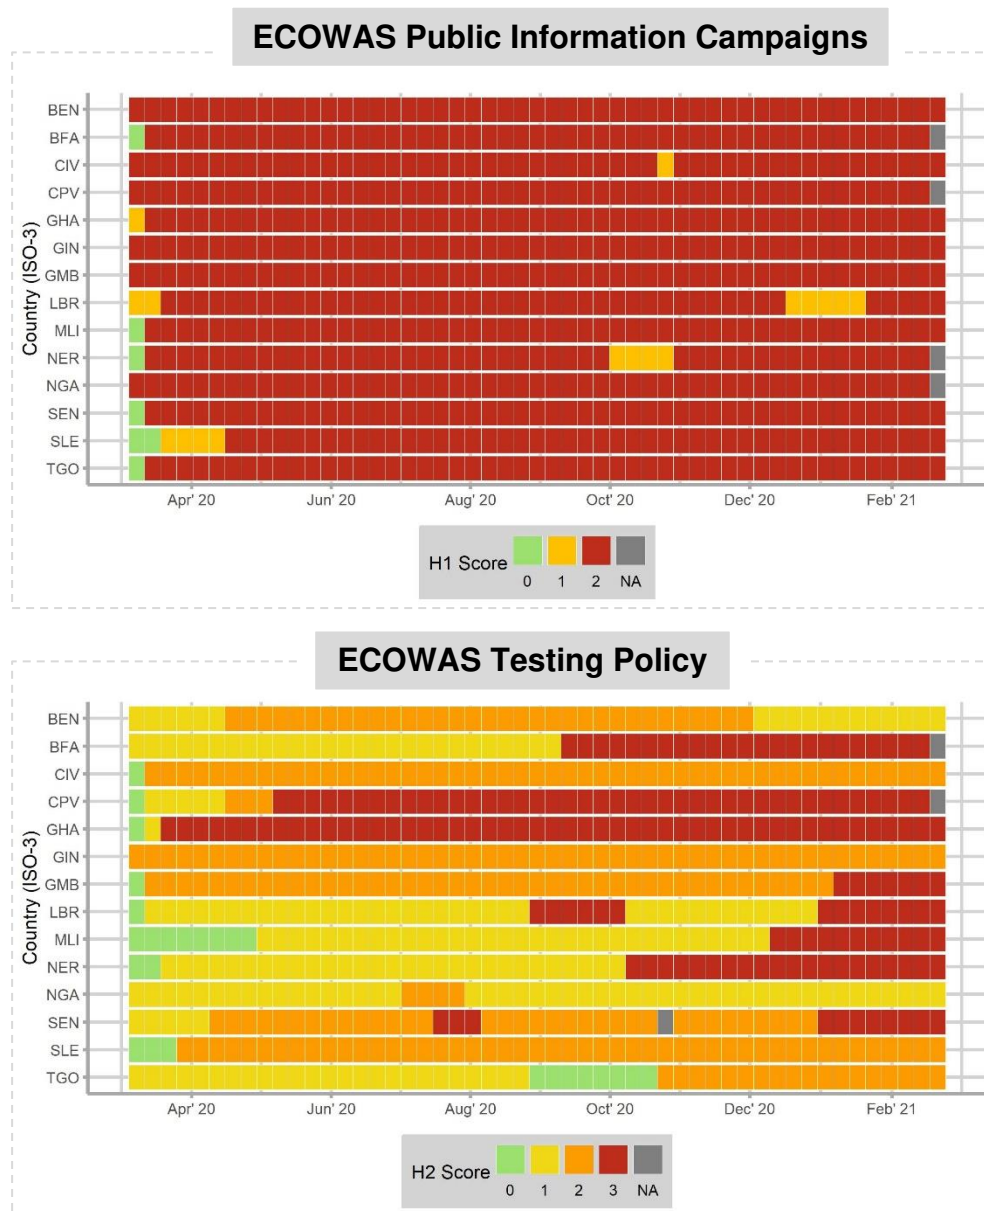 ECOWAS Public Information Campaigns
Country (ISO-3)
BEN
BFA
CIV
CPV
GHA
GIN
GMB
LBR
MLI
NER
NGA
SEN
SLE
TGO
Apr' 20 Jun' 20 Aug' 20 Oct' 20 Dec' 20 Feb' 21
H1 Score
0 1 2 NA
ECOWAS Testing Policy
Country (ISO-3)
BEN
BFA
CIV
CPV
GHA
GIN
GMB
LBR
MLI
NER
NGA
SEN
SLE
TGO
Apr' 20 Jun' 20 Aug' 20 Oct' 20 Dec' 20 Feb' 21
H2 Score
0 1 2 3 NA